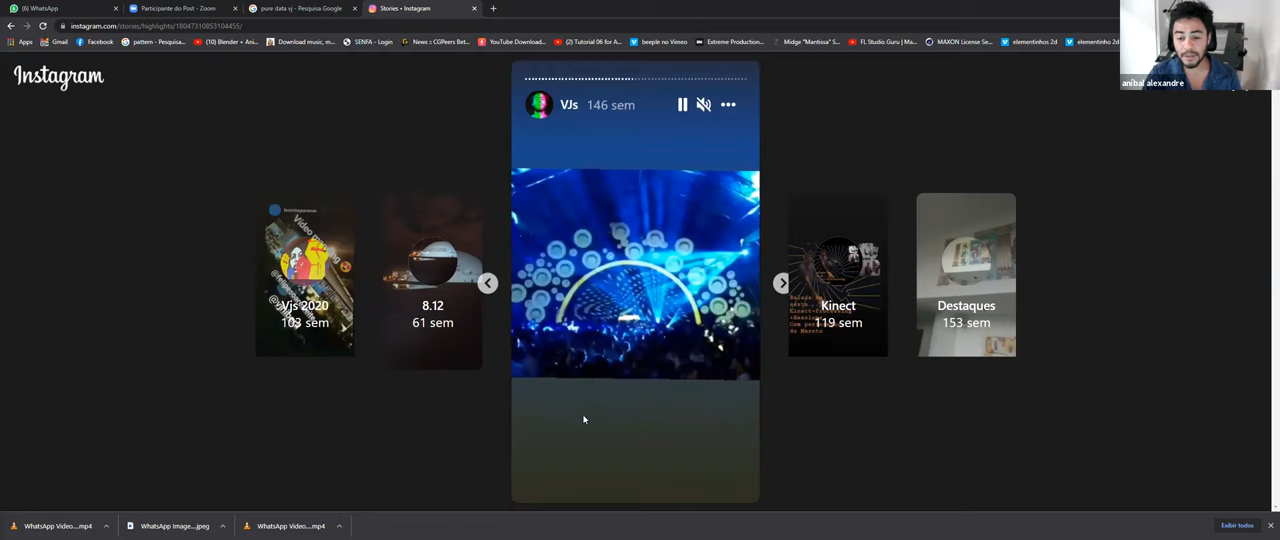 (6) WhatsApp
Participante do Post - Zoom
pure data vj - Pesquisa Google
Stories • Instagram
instagram.com/stories/highlights/18047310853104455/
Apps
Gmail
Facebook
pattern - Pesquisa...
(10) Blender + Ani...
Download music, m...
SENFA - Login
News :: CGPeers Bet...
YouTube Download...
(2) Tutorial 06 for A...
beeple no Vimeo
Extreme Production...
Midge "Mantissa" S...
FL Studio Guru | Ma...
MAXON License Se...
elementinhos 2d
elementinho 2d
aníbal alexandre
Instagram
VJs 146 sem
Video mapping
Vjs 2020
103 sem
8.12
61 sem
Kinect
119 sem
Destaques
153 sem
WhatsApp Video....mp4
WhatsApp Image....jpeg
WhatsApp Video....mp4
Exibir todos